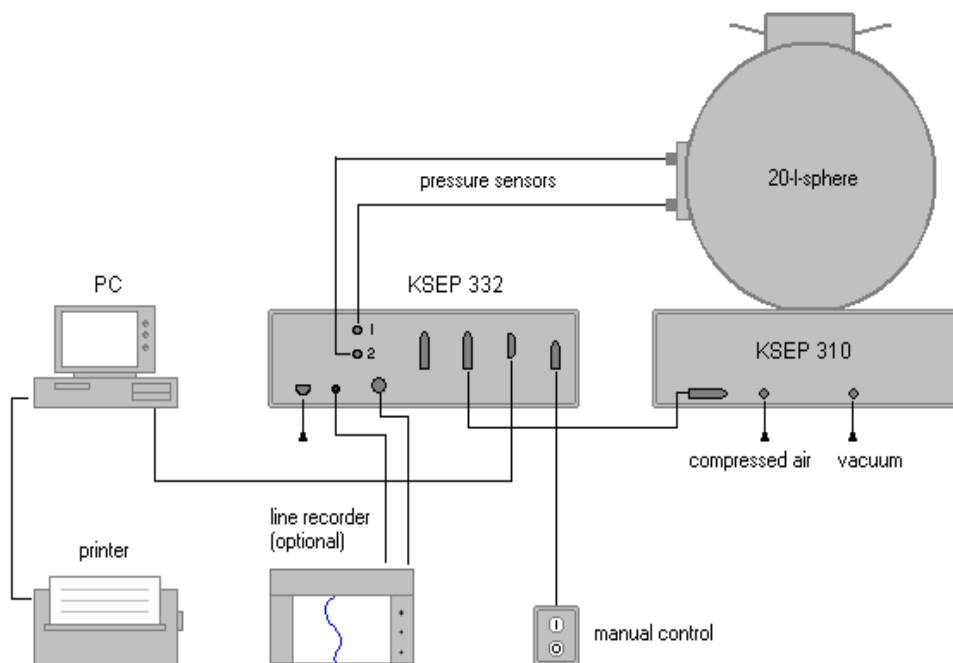 20-l-sphere
pressure sensors
PC
KSEP 332
1
2
KSEP 310
compressed air
vacuum
line recorder
(optional)
printer
manual control
I
O